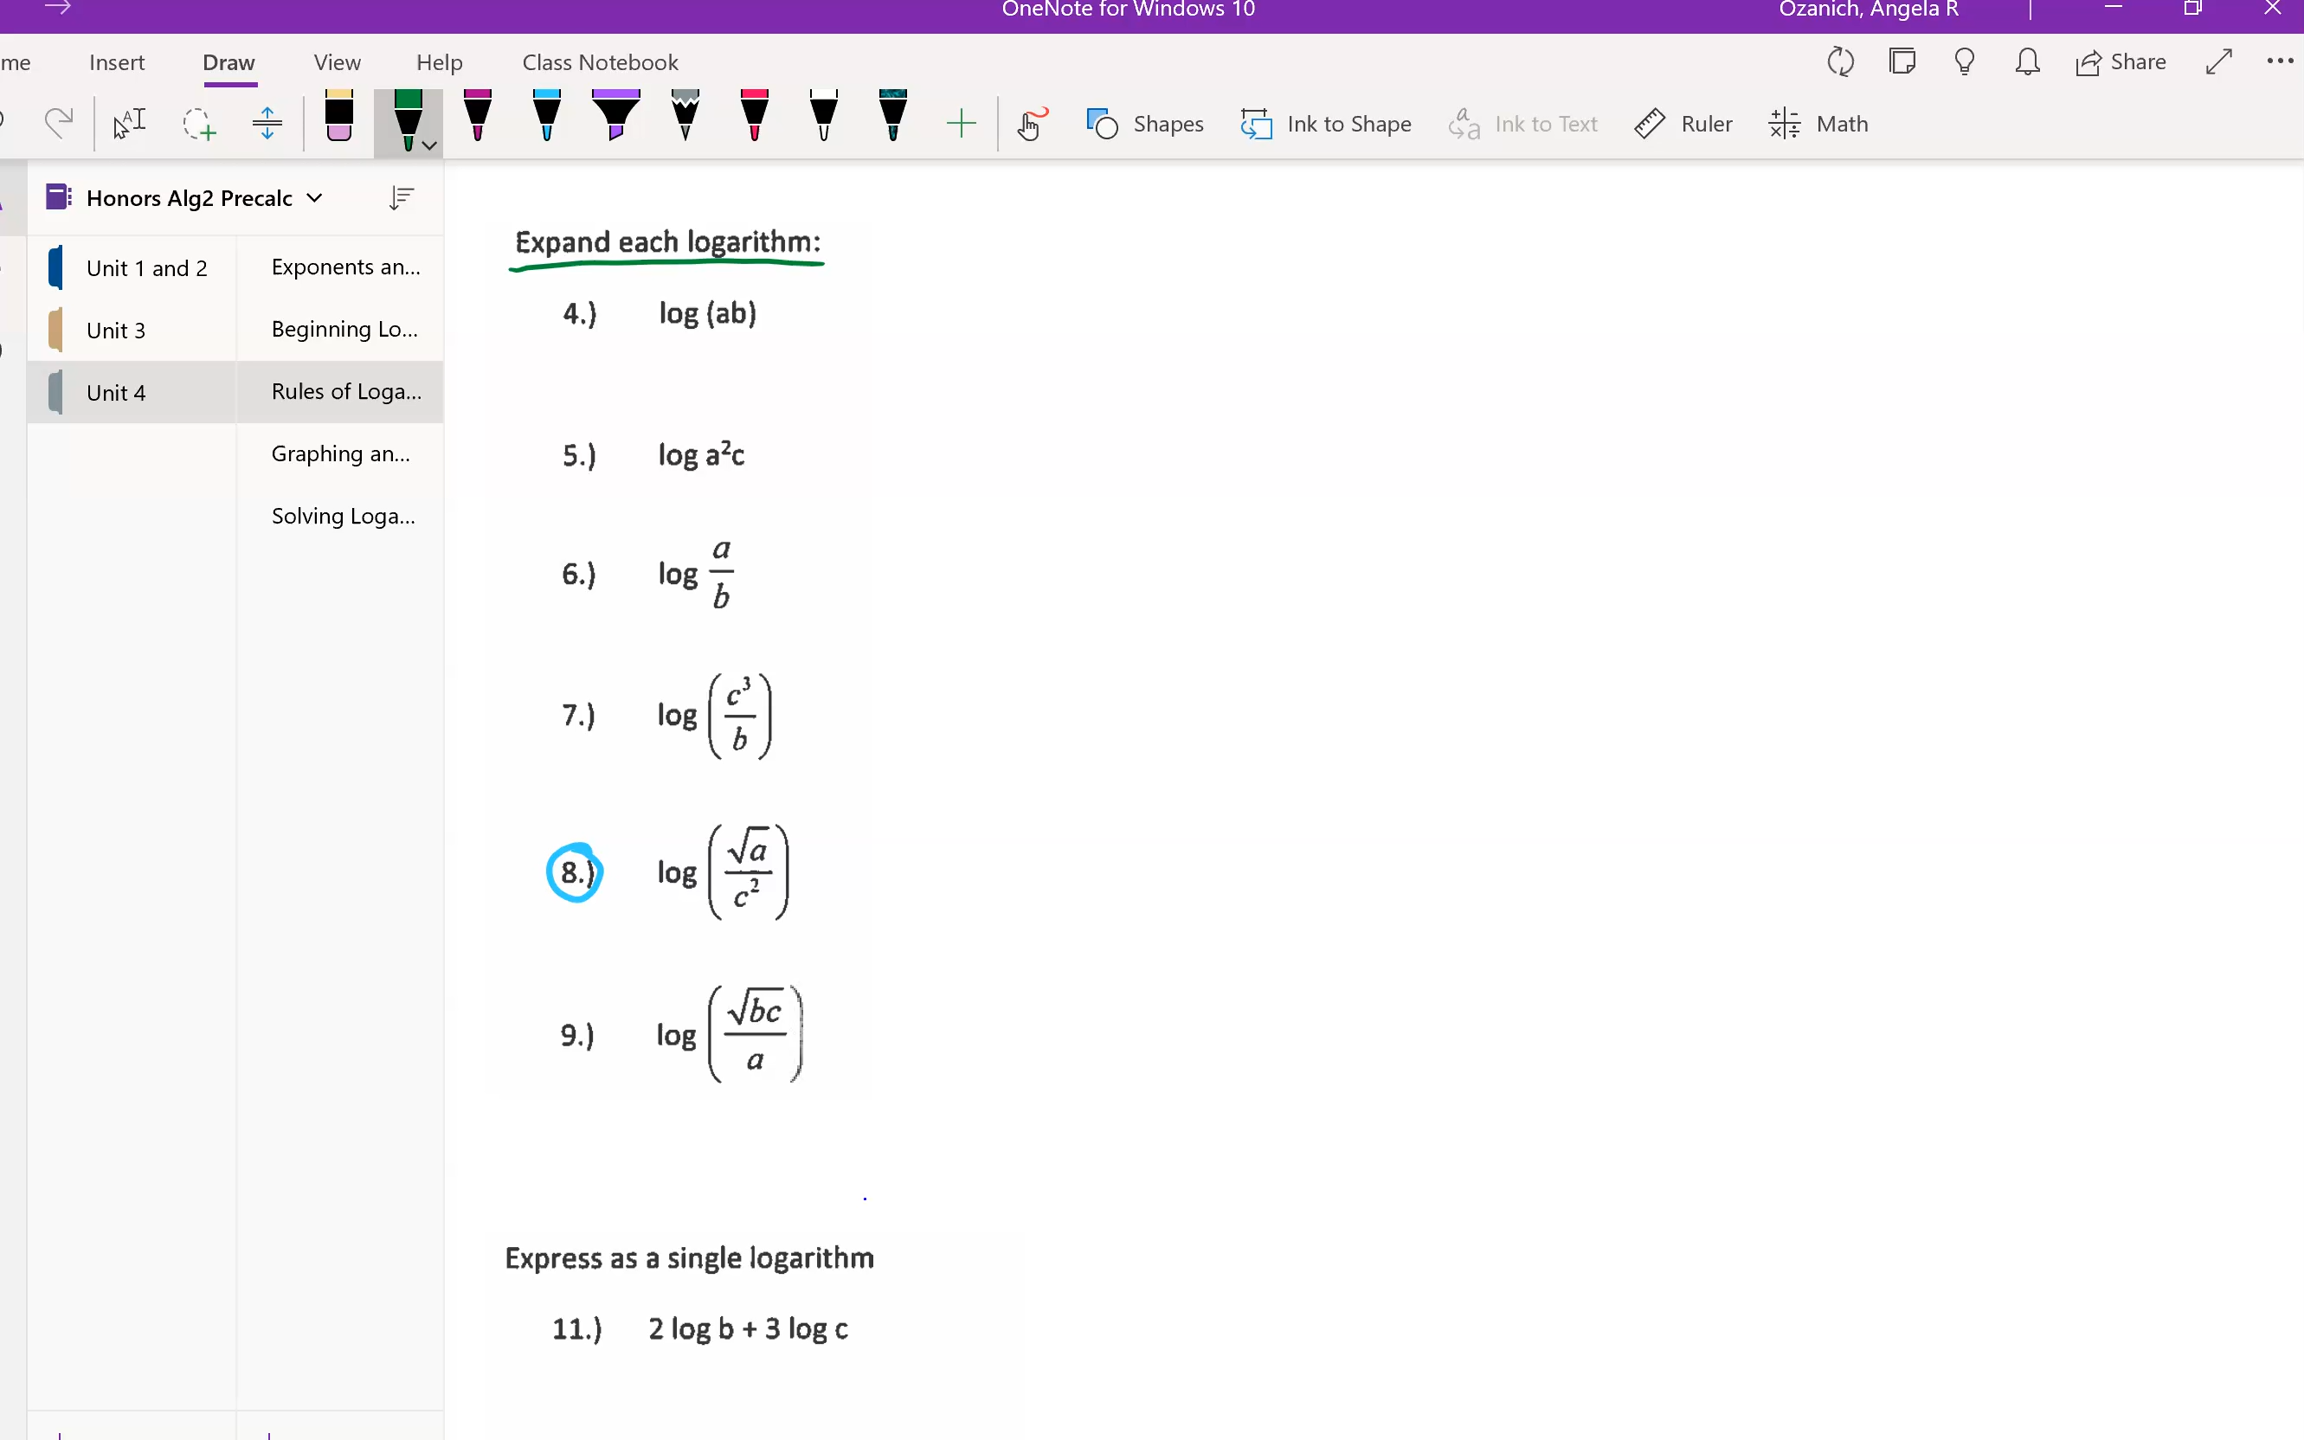 OneNote for Windows 10 Ozanich, Angela R
me Insert Draw View Help Class Notebook Share
Shapes Ink to Shape Ink to Text Ruler Math
Honors Alg2 Precalc
Unit 1 and 2
Unit 3
Unit 4
Exponents an...
Beginning Lo...
Rules of Loga...
Graphing an...
Solving Loga...
Expand each logarithm:
4.) log (ab)
5.) log a²c
6.) log a/b
7.) log (c³/b)
8.) log (√a/c²)
9.) log (√bc/a)
Express as a single logarithm
11.) 2 log b + 3 log c